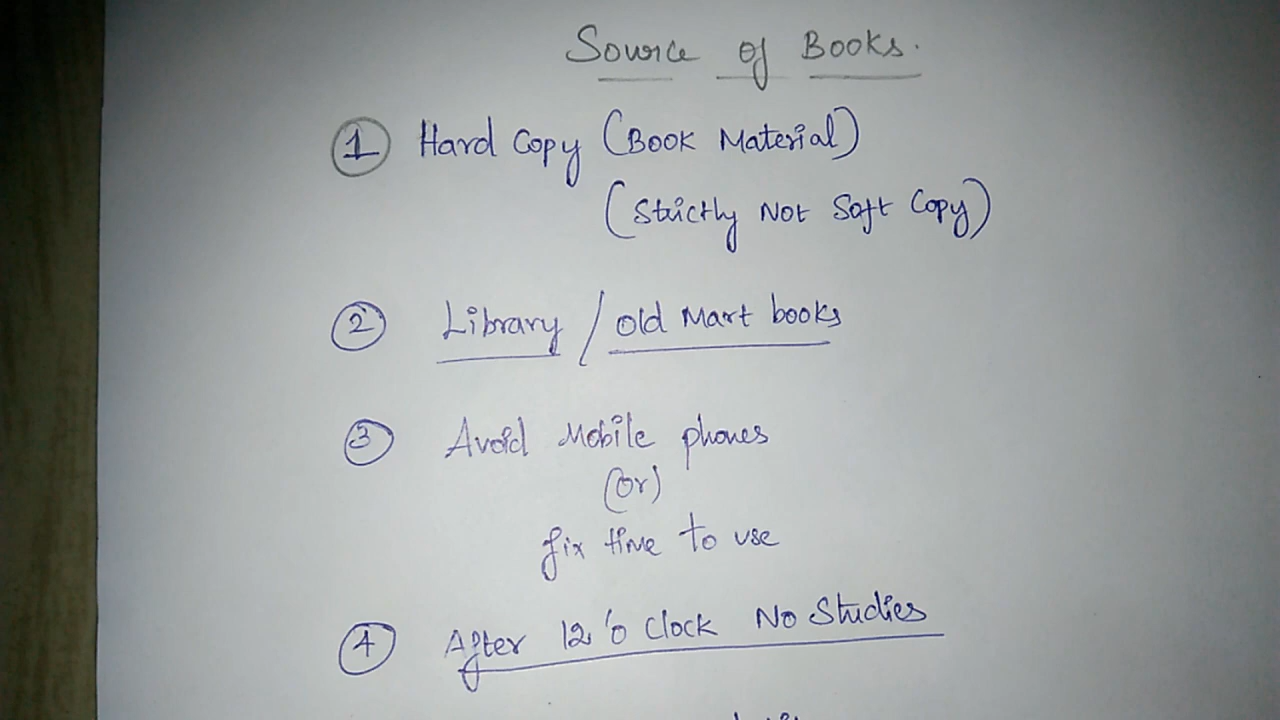 Source of Books.
1 Hard Copy (Book Material)
(Strictly Not Soft Copy)
2 Library / old Mart books
3 Avoid Mobile phones
(or)
fix time to use
4 After 12 'o Clock No Studies